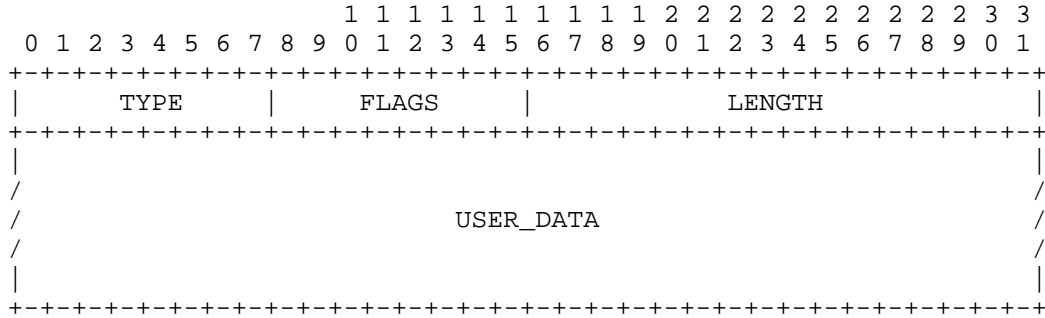 1 1 1 1 1 1 1 1 1 1 2 2 2 2 2 2 2 2 2 2 3 3
 0 1 2 3 4 5 6 7 8 9 0 1 2 3 4 5 6 7 8 9 0 1 2 3 4 5 6 7 8 9 0 1
+-+-+-+-+-+-+-+-+-+-+-+-+-+-+-+-+-+-+-+-+-+-+-+-+-+-+-+-+-+-+-+-+
|      TYPE     |     FLAGS     |            LENGTH             |
+-+-+-+-+-+-+-+-+-+-+-+-+-+-+-+-+-+-+-+-+-+-+-+-+-+-+-+-+-+-+-+-+
|                                                               |
/                                                               /
/                           USER_DATA                           /
/                                                               /
|                                                               |
+-+-+-+-+-+-+-+-+-+-+-+-+-+-+-+-+-+-+-+-+-+-+-+-+-+-+-+-+-+-+-+-+